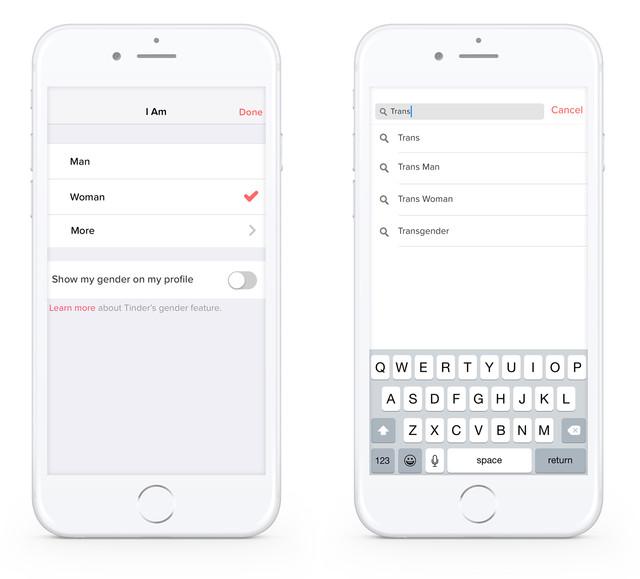 I Am
Done
Man
Woman
More
Show my gender on my profile
Learn more about Tinder's gender feature.
Trans
Cancel
Trans
Trans Man
Trans Woman
Transgender
Q W E R T Y U I O P
A S D F G H J K L
Z X C V B N M
123 space return